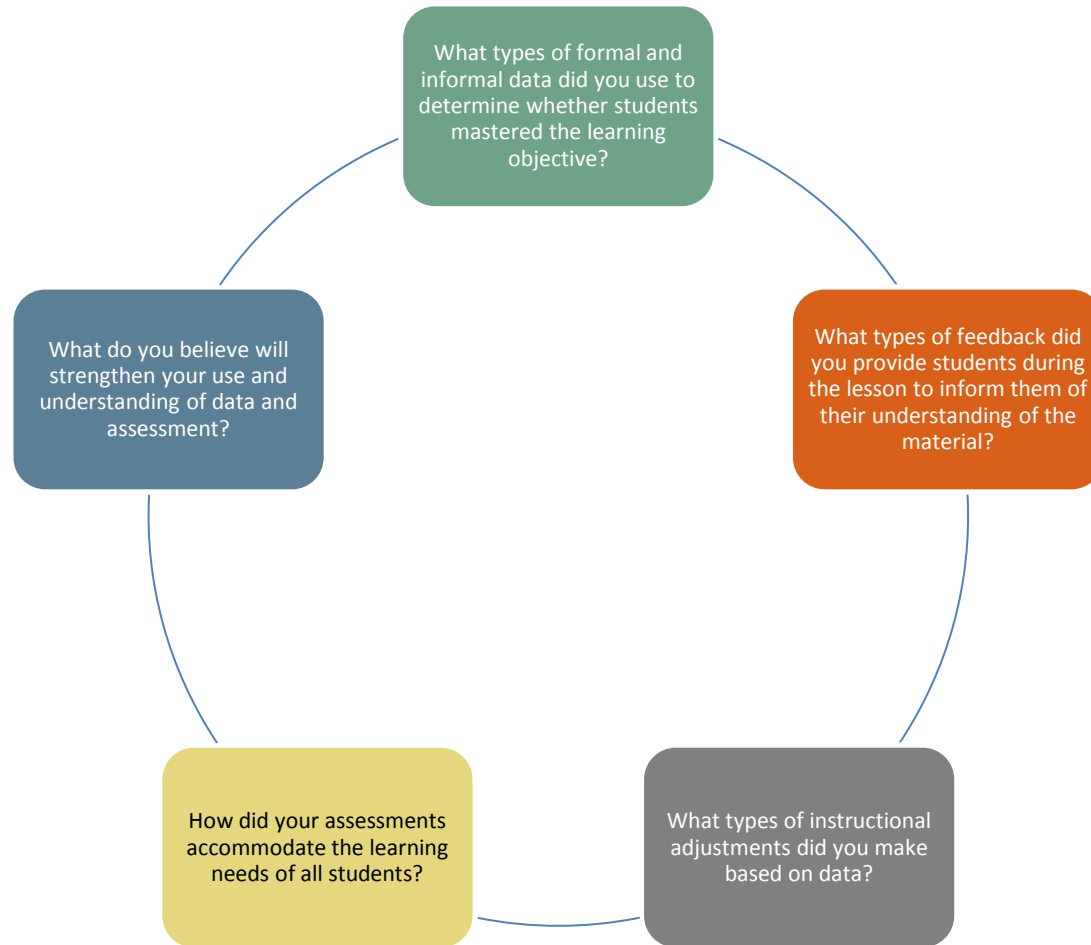 What types of formal and
informal data did you use to
determine whether students
mastered the learning
objective?
What types of feedback did
you provide students during
the lesson to inform them of
their understanding of the
material?
What types of instructional
adjustments did you make
based on data?
How did your assessments
accommodate the learning
needs of all students?
What do you believe will
strengthen your use and
understanding of data and
assessment?